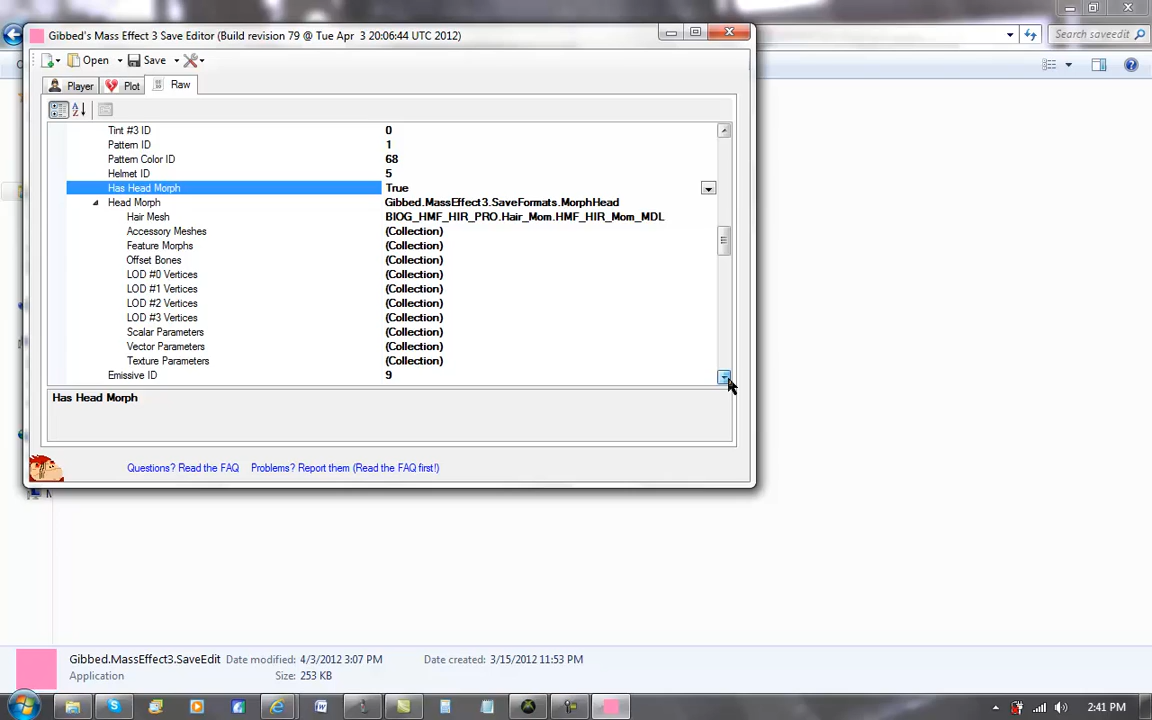 Gibbed's Mass Effect 3 Save Editor (Build revision 79 @ Tue Apr 3 20:06:44 UTC 2012)
Search saveedit
Open Save
Player Plot Raw
Tint #3 ID 0
Pattern ID 1
Pattern Color ID 68
Helmet ID 5
Has Head Morph True
Head Morph Gibbed.MassEffect3.SaveFormats.MorphHead
Hair Mesh BIOG_HMF_HIR_PRO.Hair_Mom.HMF_HIR_Mom_MDL
Accessory Meshes (Collection)
Feature Morphs (Collection)
Offset Bones (Collection)
LOD #0 Vertices (Collection)
LOD #1 Vertices (Collection)
LOD #2 Vertices (Collection)
LOD #3 Vertices (Collection)
Scalar Parameters (Collection)
Vector Parameters (Collection)
Texture Parameters (Collection)
Emissive ID 9
Has Head Morph
Questions? Read the FAQ Problems? Report them (Read the FAQ first!)
Gibbed.MassEffect3.SaveEdit Date modified: 4/3/2012 3:07 PM Date created: 3/15/2012 11:53 PM
Application Size: 253 KB
2:41 PM